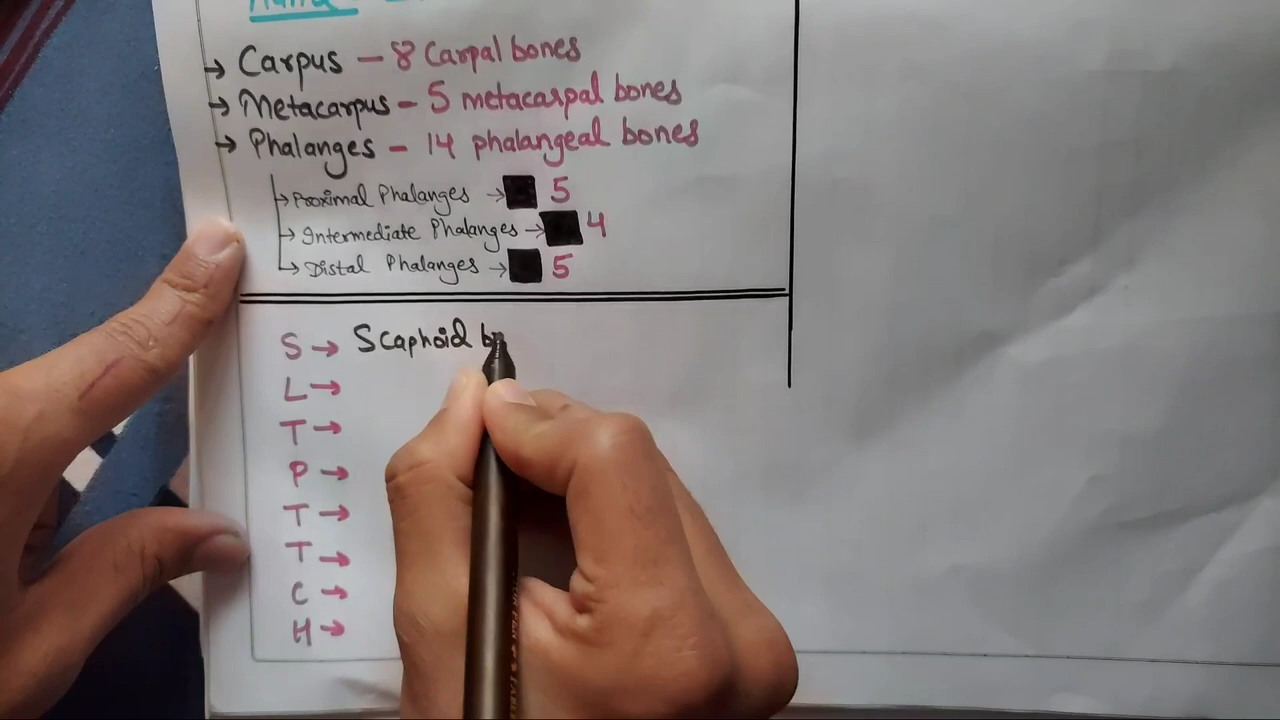 → Carpus - 8 Carpal bones
→ Metacarpus - 5 metacarpal bones
→ Phalanges - 14 phalangeal bones
→ Proximal Phalanges → 5
→ Intermediate Phalanges → 4
→ Distal Phalanges → 5
S → Scaphoid
L →
T →
P →
T →
T →
C →
H →